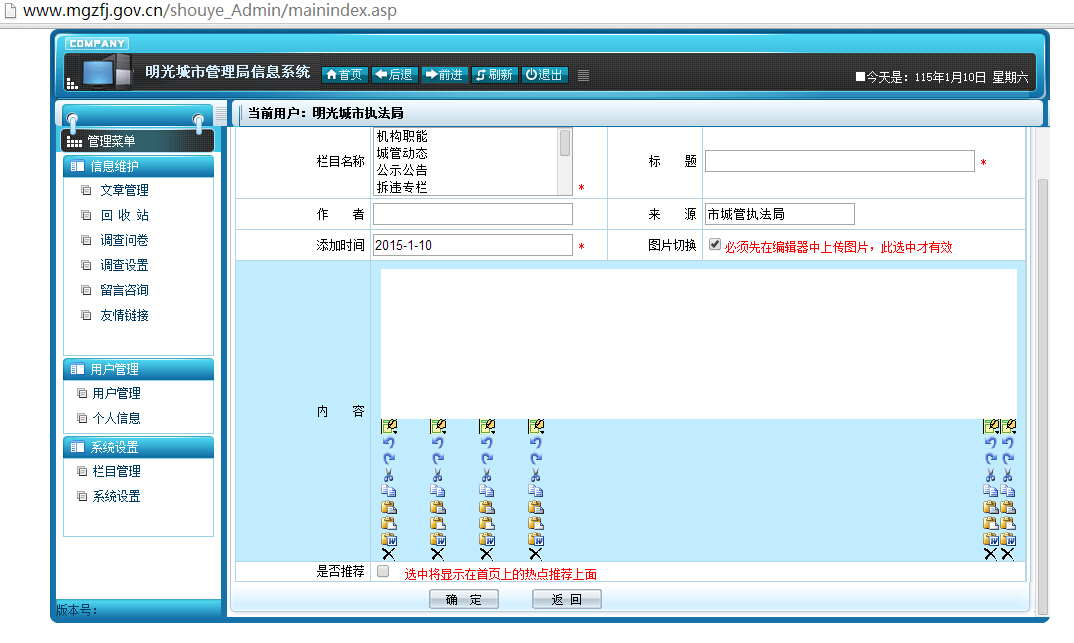 www.mgzfj.gov.cn/shouye_Admin/mainindex.asp
COMPANY
明光城市管理局信息系统 首页 后退 前进 刷新 退出
今天是：115年1月10日 星期六
当前用户：明光城市执法局
管理菜单
信息维护
文章管理
回 收 站
调查问卷
调查设置
留言咨询
友情链接
用户管理
用户管理
个人信息
系统设置
栏目管理
系统设置
版本号：
栏目名称
机构职能
城管动态
公示公告
拆违专栏
*
标 题
*
作 者
来 源 市城管执法局
添加时间 2015-1-10 *
图片切换 必须先在编辑器中上传图片，此选中才有效
内 容
是否推荐 选中将显示在首页上的热点推荐上面
确 定 返 回